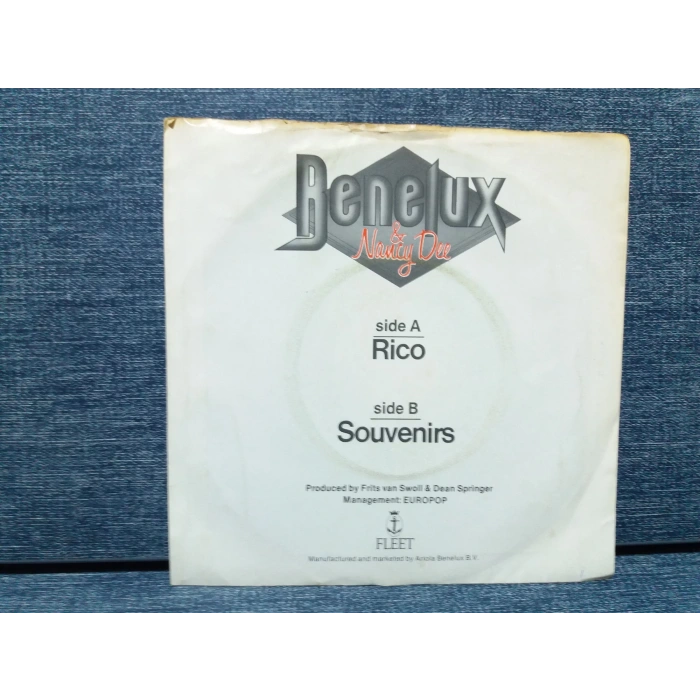 Benelux
& Nancy Dee
side A
Rico
side B
Souvenirs
Produced by Frits van Swoll & Dean Springer
Management: EUROPOP
FLEET
Manufactured and marketed by Ariola Benelux B.V.